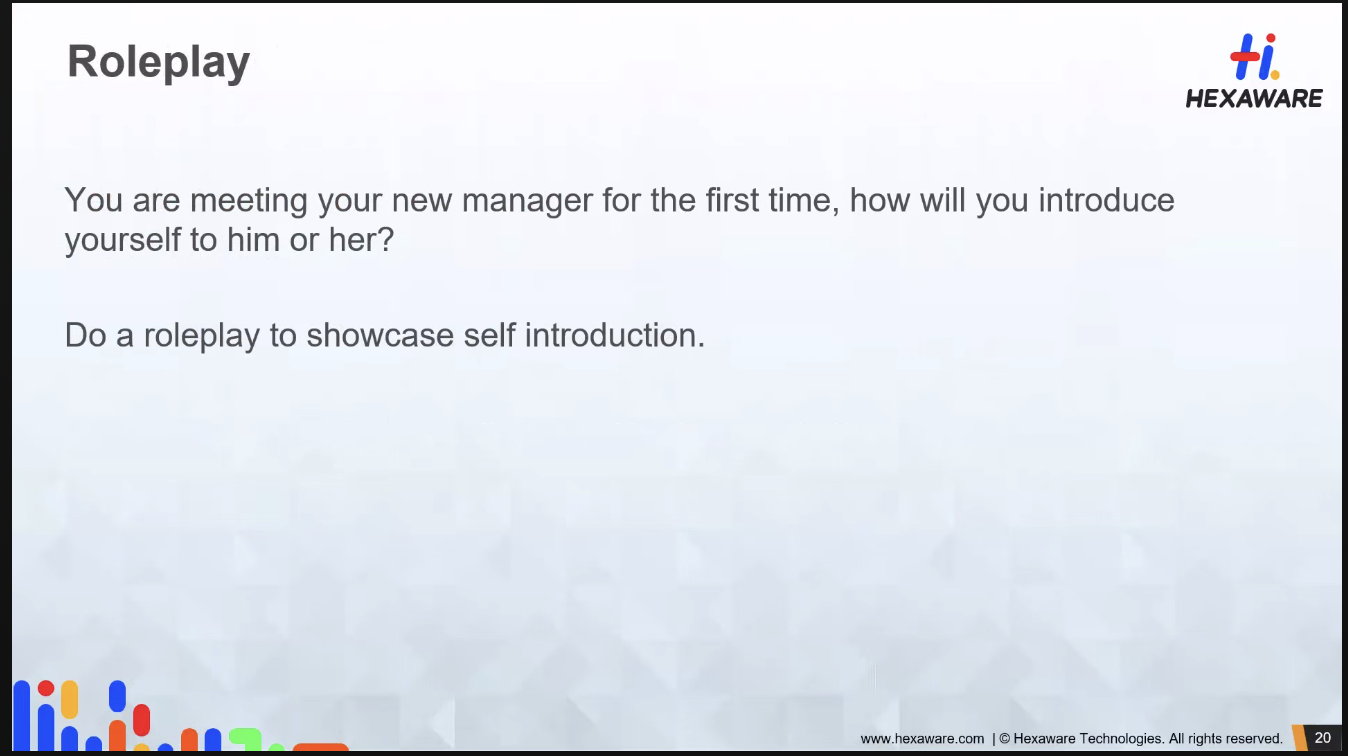 Roleplay
HEXAWARE
You are meeting your new manager for the first time, how will you introduce
yourself to him or her?
Do a roleplay to showcase self introduction.
www.hexaware.com | © Hexaware Technologies. All rights reserved. 20